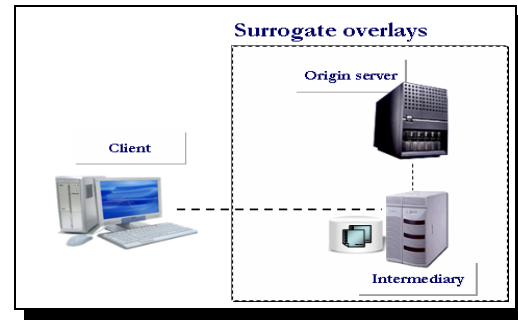 Surrogate overlays
Origin server
Client
Intermediary